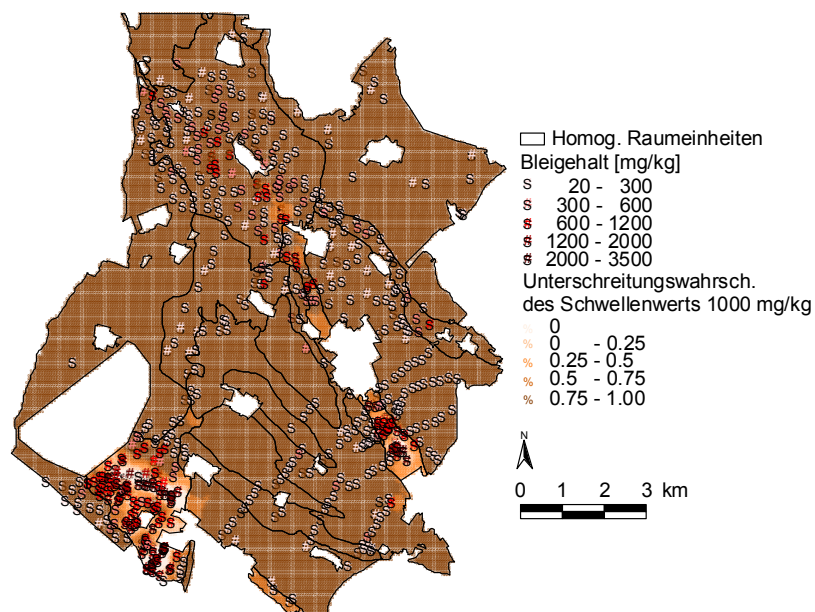 Homog. Raumeinheiten
Bleigehalt [mg/kg]
S 20 - 300
S 300 - 600
S 600 - 1200
# 1200 - 2000
# 2000 - 3500
Unterschreitungswahrsch.
des Schwellenwerts 1000 mg/kg
% 0
% 0 - 0.25
% 0.25 - 0.5
% 0.5 - 0.75
% 0.75 - 1.00
N
0 1 2 3 km